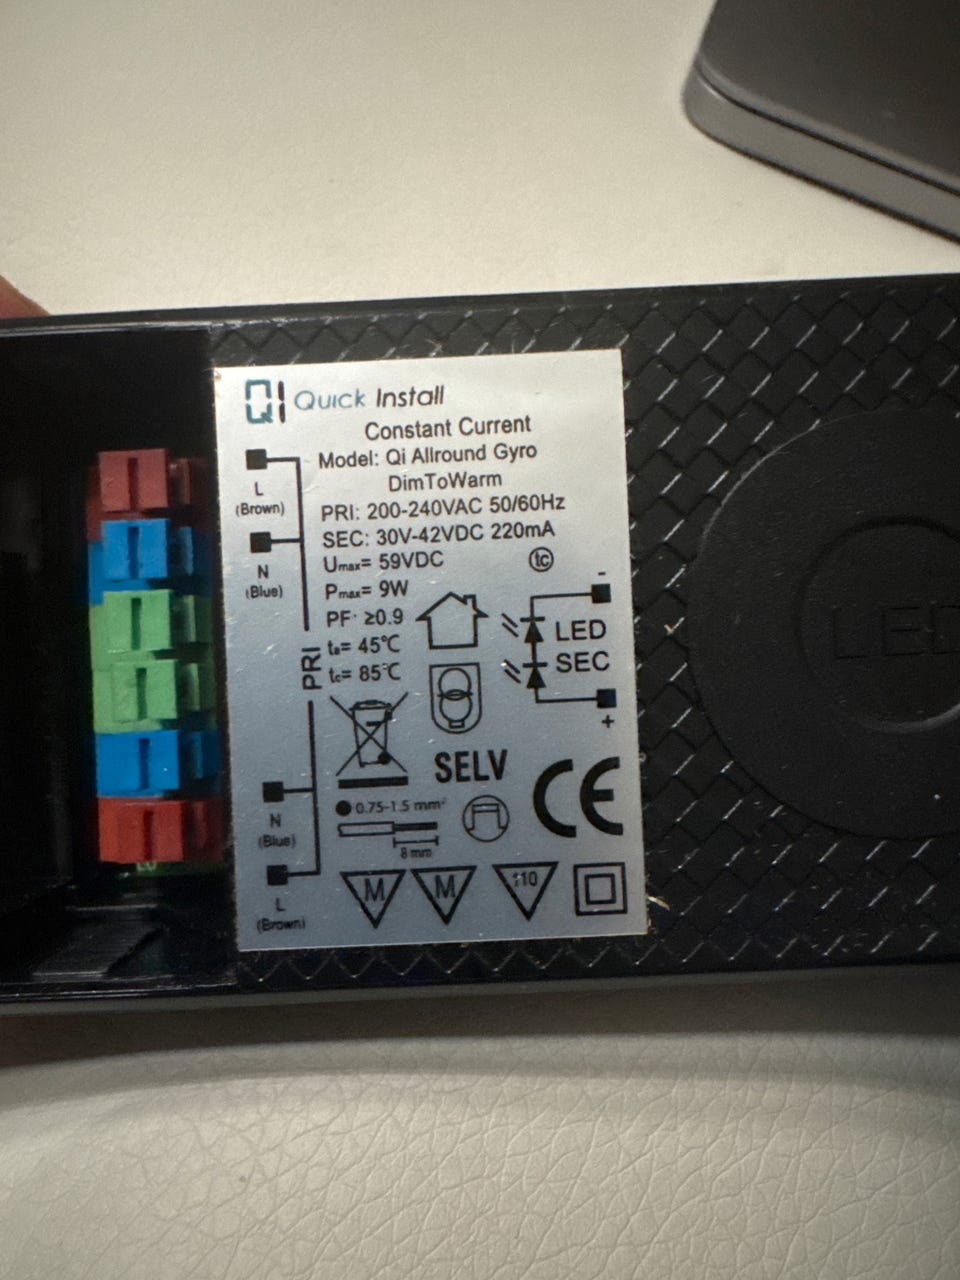 QI Quick Install
Constant Current
Model: Qi Allround Gyro
DimToWarm
PRI: 200-240VAC 50/60Hz
SEC: 30V-42VDC 220mA
Umax= 59VDC
tc
Pmax= 9W
PF: ≥0.9
ta= 45°C
tc= 85°C
L
(Brown)
N
(Blue)
PRI
N
(Blue)
L
(Brown)
-
LED
SEC
+
SELV
0.75-1.5 mm²
8 mm
CE
M
M
110
LED